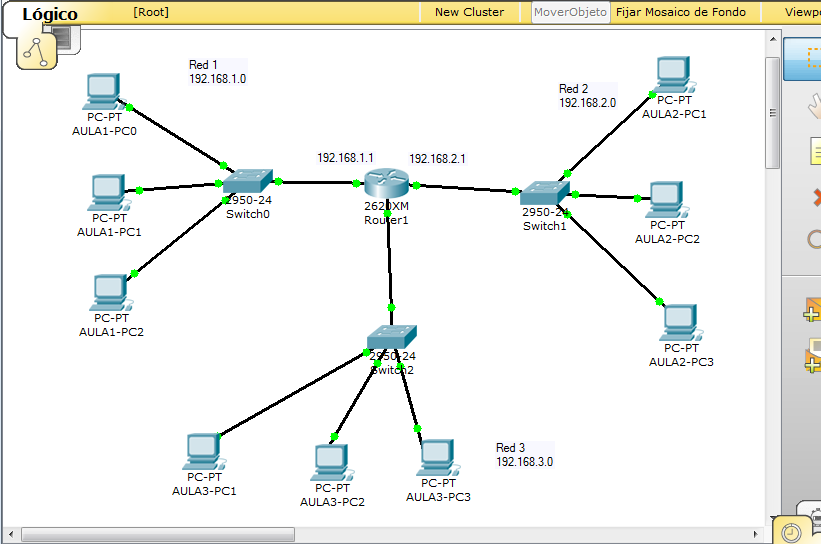 Lógico
[Root]
New Cluster
MoverObjeto
Fijar Mosaico de Fondo
Viewpo
Red 1
192.168.1.0
PC-PT
AULA1-PC0
PC-PT
AULA1-PC1
PC-PT
AULA1-PC2
2950-24
Switch0
192.168.1.1
192.168.2.1
2620XM
Router1
Red 2
192.168.2.0
PC-PT
AULA2-PC1
2950-24
Switch1
PC-PT
AULA2-PC2
PC-PT
AULA2-PC3
2950-24
Switch2
PC-PT
AULA3-PC1
PC-PT
AULA3-PC2
PC-PT
AULA3-PC3
Red 3
192.168.3.0